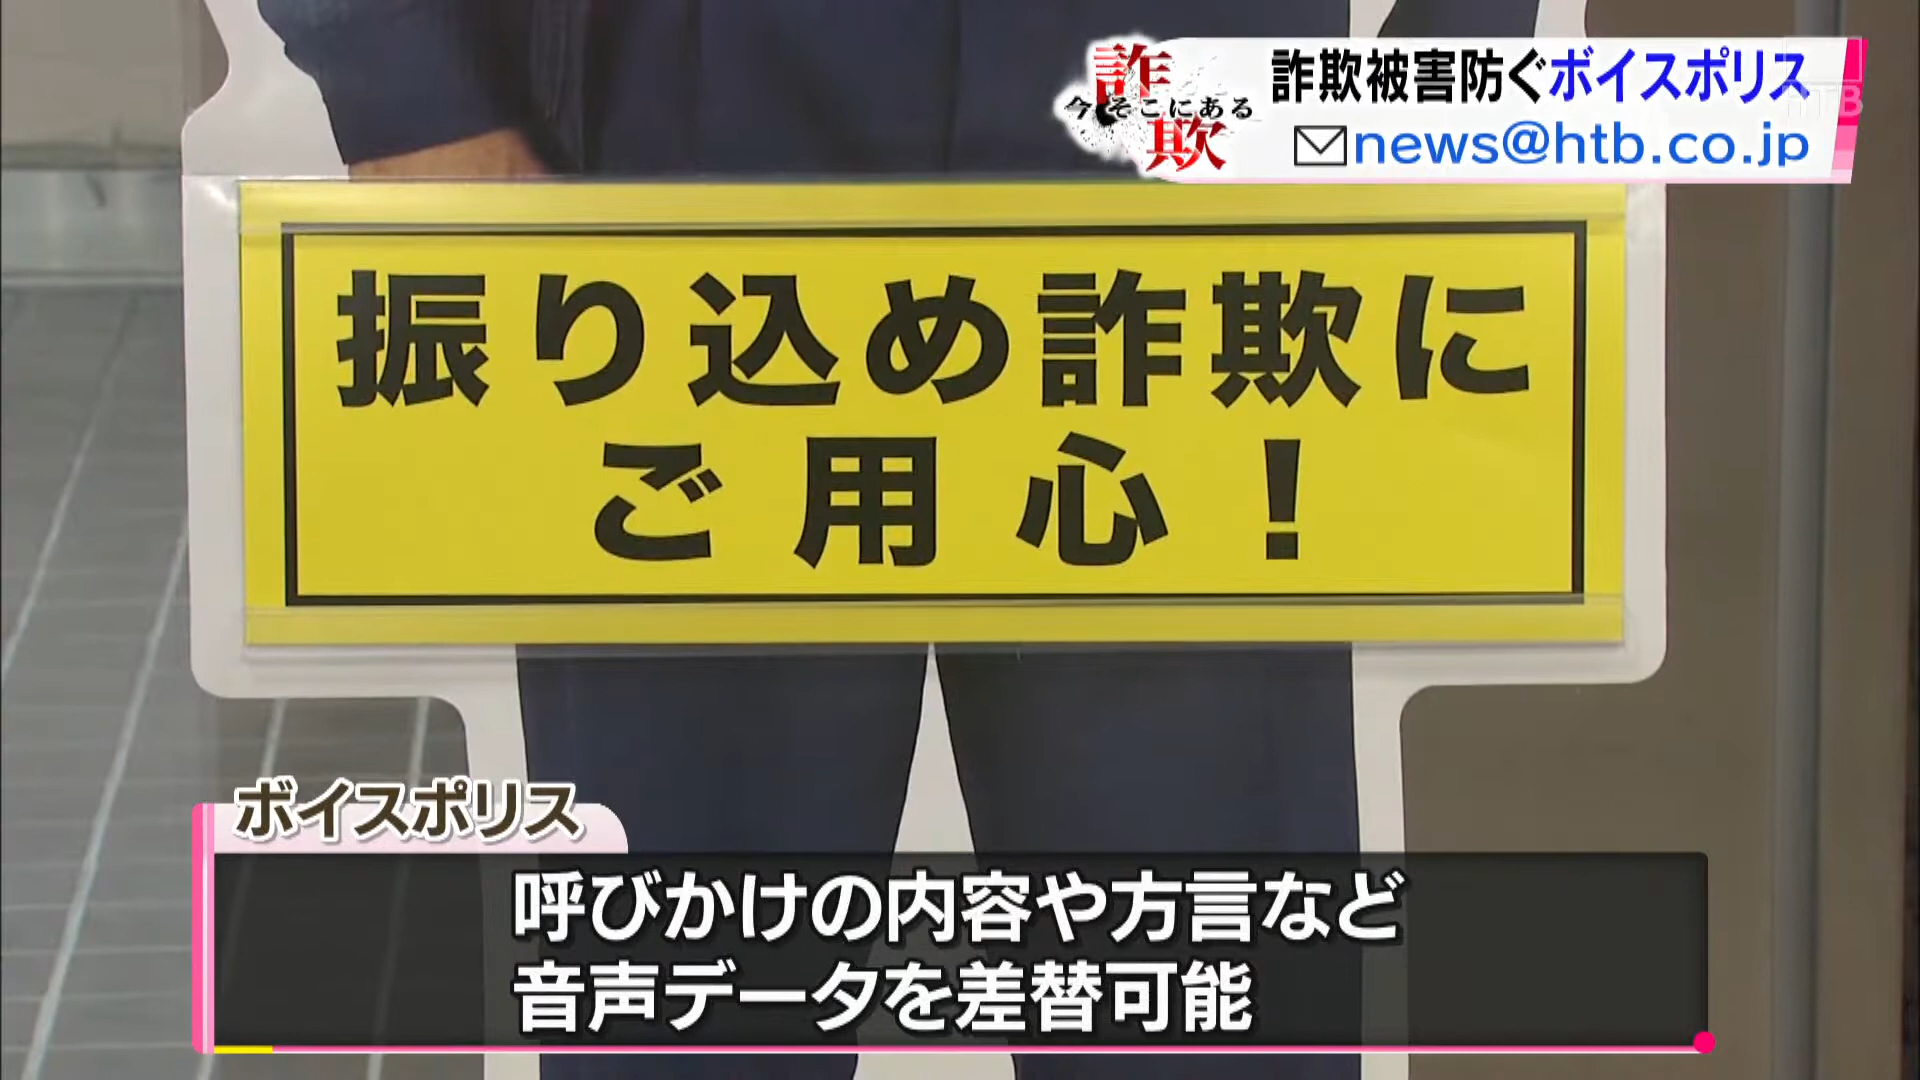 詐欺
今そこにある
詐欺被害防ぐボイスポリス
news@htb.co.jp
HTB
振り込め詐欺に
ご用心!
ボイスポリス
呼びかけの内容や方言など
音声データを差替可能